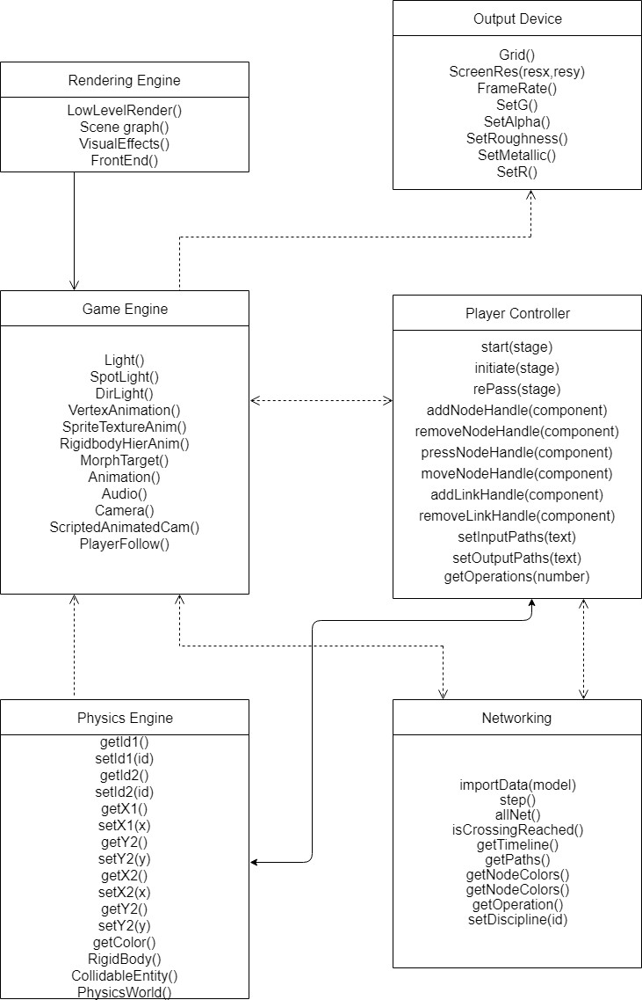 Output Device
Grid()
ScreenRes(resx,resy)
FrameRate()
SetG()
SetAlpha()
SetRoughness()
SetMetallic()
SetR()
Rendering Engine
LowLevelRender()
Scene graph()
VisualEffects()
FrontEnd()
Game Engine
Light()
SpotLight()
DirLight()
VertexAnimation()
SpriteTextureAnim()
RigidbodyHierAnim()
MorphTarget()
Animation()
Audio()
Camera()
ScriptedAnimatedCam()
PlayerFollow()
Player Controller
start(stage)
initiate(stage)
rePass(stage)
addNodeHandle(component)
removeNodeHandle(component)
pressNodeHandle(component)
moveNodeHandle(component)
addLinkHandle(component)
removeLinkHandle(component)
setInputPaths(text)
setOutputPaths(text)
getOperations(number)
Physics Engine
getId1()
setId1(id)
getId2()
setId2(id)
getX1()
setX1(x)
getY2()
setY2(y)
getX2()
setX2(x)
getY2()
setY2(y)
getColor()
RigidBody()
CollidableEntity()
PhysicsWorld()
Networking
importData(model)
step()
allNet()
isCrossingReached()
getTimeline()
getPaths()
getNodeColors()
getNodeColors()
getOperation()
setDiscipline(id)